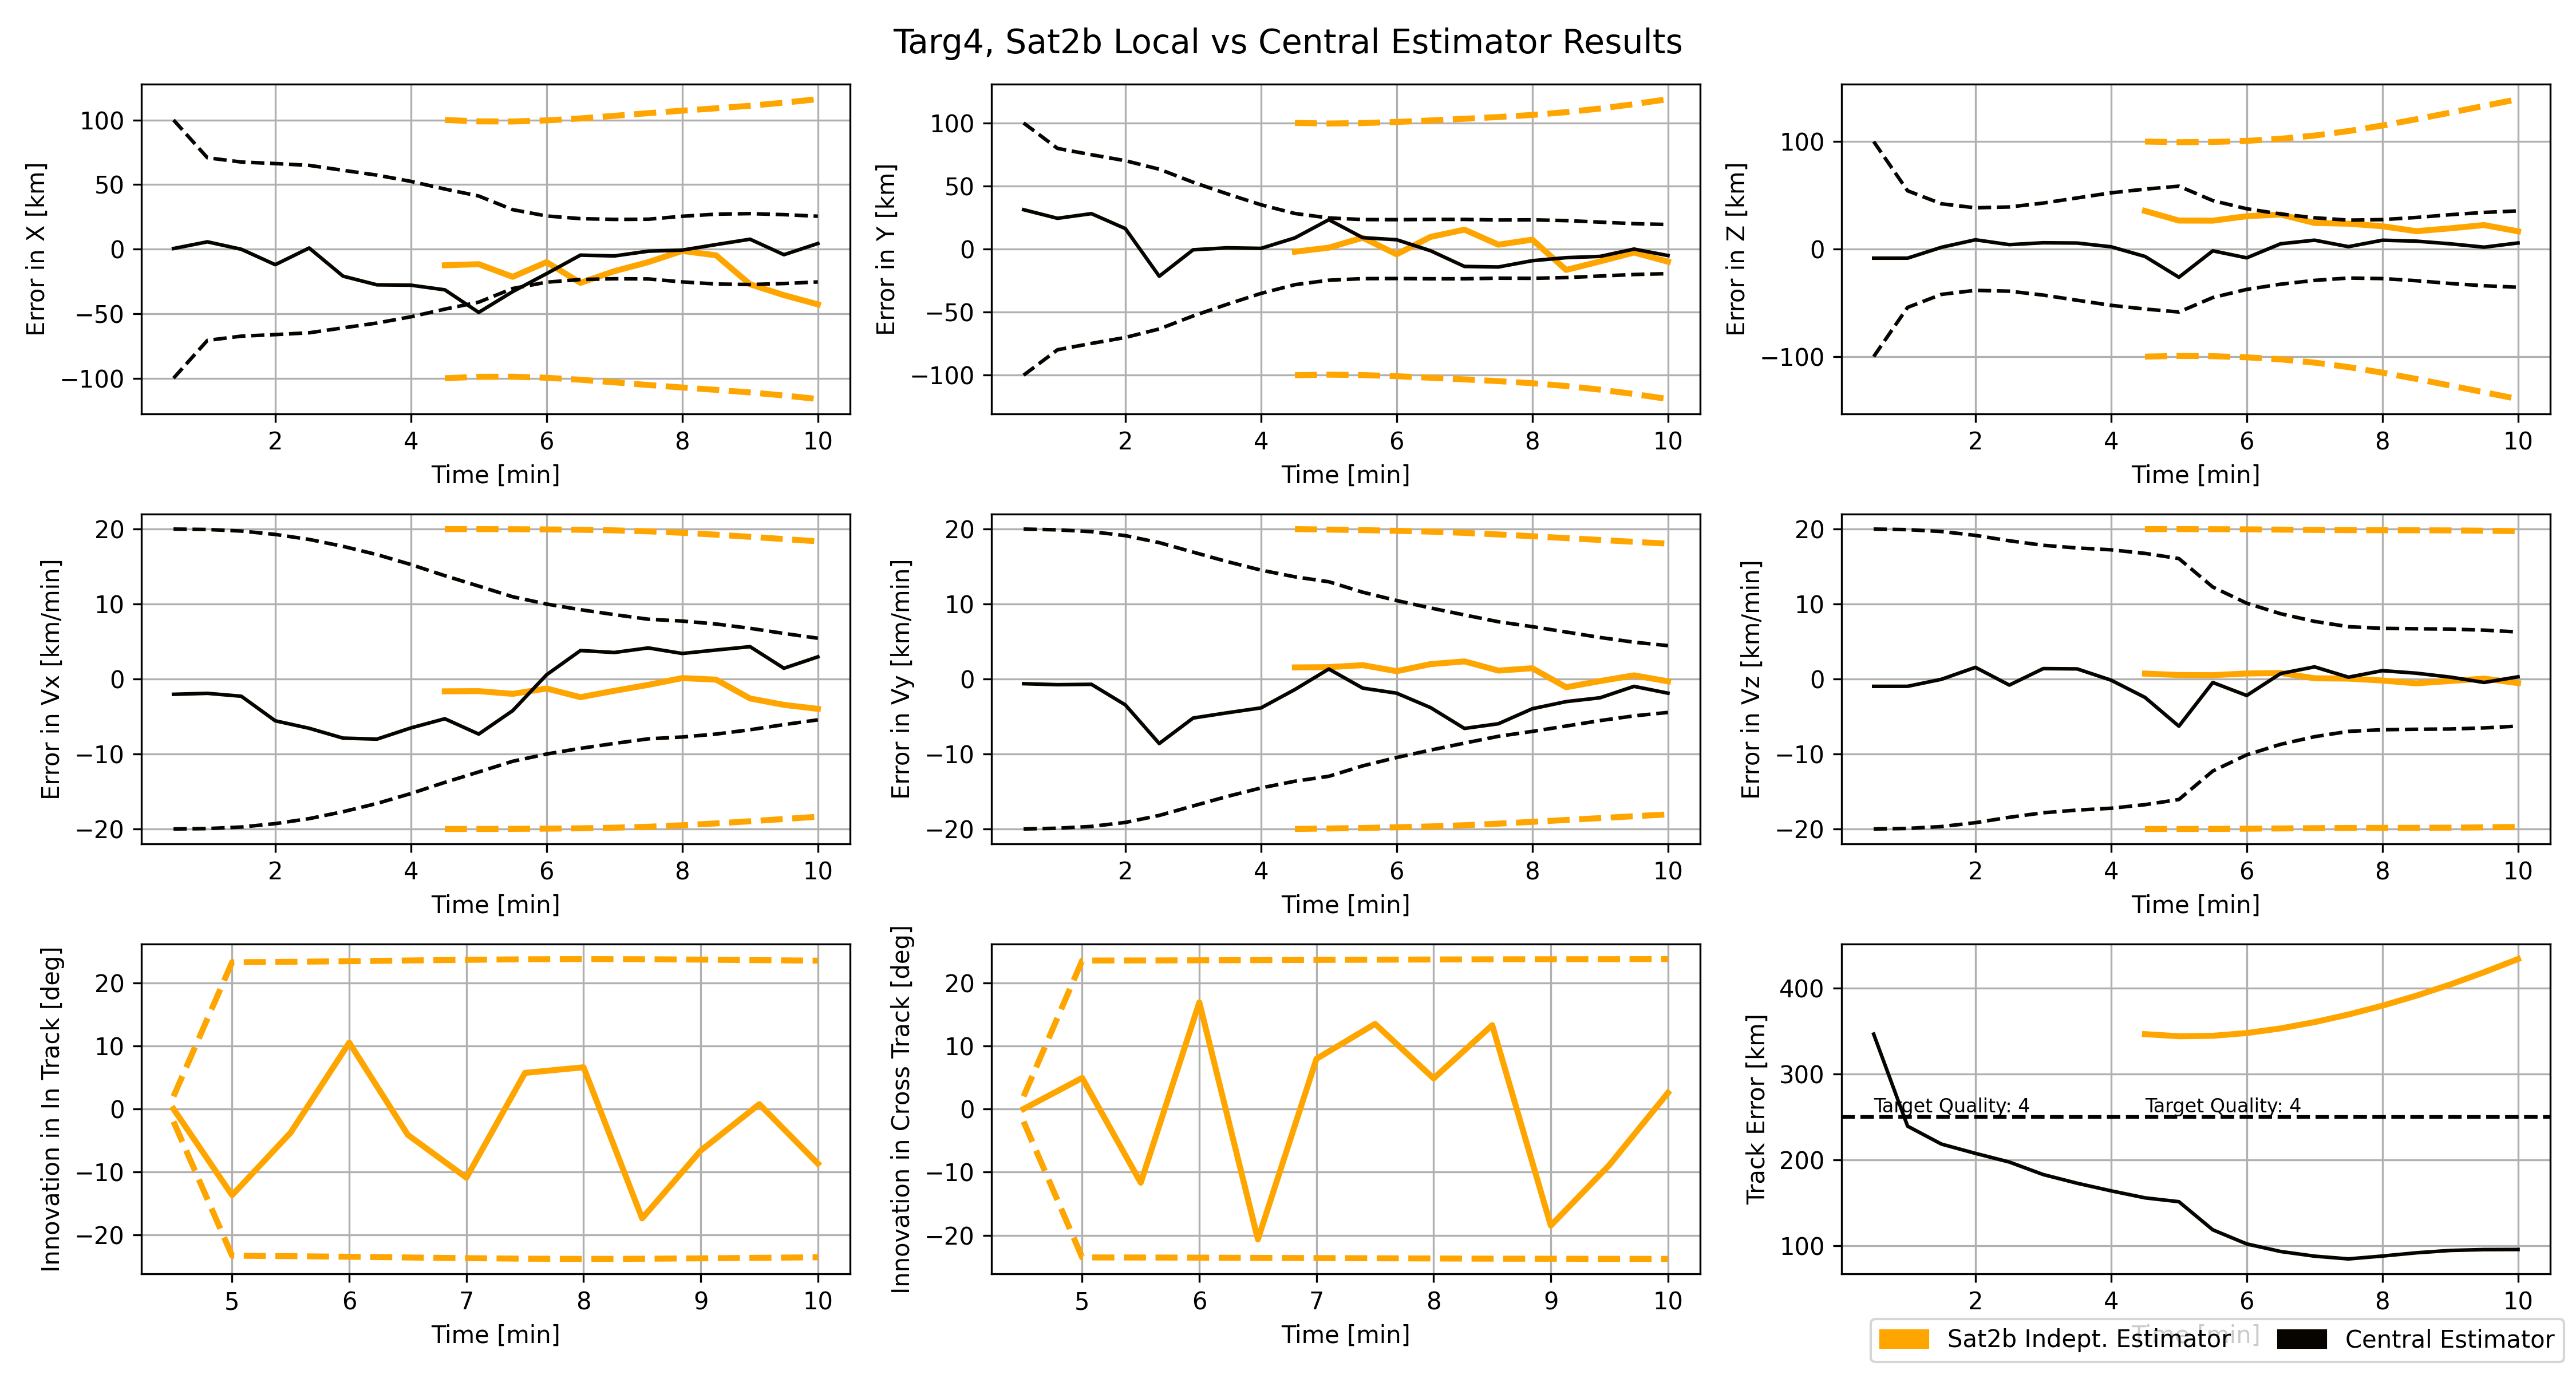 Targ4, Sat2b Local vs Central Estimator Results
Error in X [km]
100
50
0
−50
−100
2 4 6 8 10
Time [min]
Error in Y [km]
100
50
0
−50
−100
2 4 6 8 10
Time [min]
Error in Z [km]
100
0
−100
2 4 6 8 10
Time [min]
Error in Vx [km/min]
20
10
0
−10
−20
2 4 6 8 10
Time [min]
Error in Vy [km/min]
20
10
0
−10
−20
2 4 6 8 10
Time [min]
Error in Vz [km/min]
20
10
0
−10
−20
2 4 6 8 10
Time [min]
Innovation in In Track [deg]
20
10
0
−10
−20
5 6 7 8 9 10
Time [min]
Innovation in Cross Track [deg]
20
10
0
−10
−20
5 6 7 8 9 10
Time [min]
Track Error [km]
400
300
200
100
Target Quality: 4
Target Quality: 4
2 4 6 8 10
Time [min]
Sat2b Indept. Estimator
Central Estimator